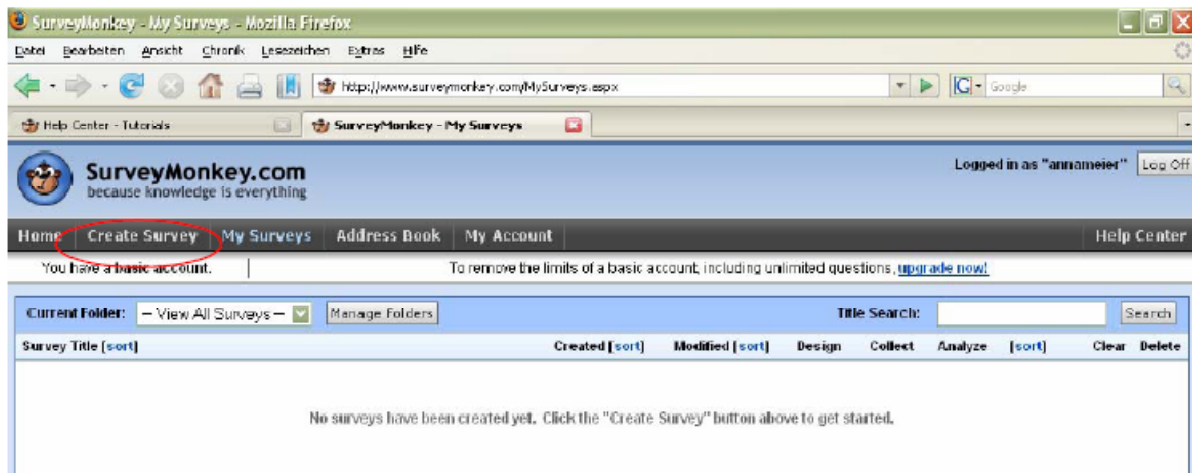 SurveyMonkey - My Surveys - Mozilla Firefox
Datei Bearbeiten Ansicht Chronik Lesezeichen Extras Hilfe
http://www.surveymonkey.com/MySurveys.aspx G Google
Help Center - Tutorials SurveyMonkey - My Surveys
SurveyMonkey.com
because knowledge is everything
Logged in as "annameier" Log Off
Home Create Survey My Surveys Address Book My Account Help Center
You have a basic account. To remove the limits of a basic account, including unlimited questions, upgrade now!
Current Folder: -- View All Surveys -- Manage Folders Title Search: Search
Survey Title [sort] Created [sort] Modified [sort] Design Collect Analyze [sort] Clear Delete
No surveys have been created yet. Click the "Create Survey" button above to get started.